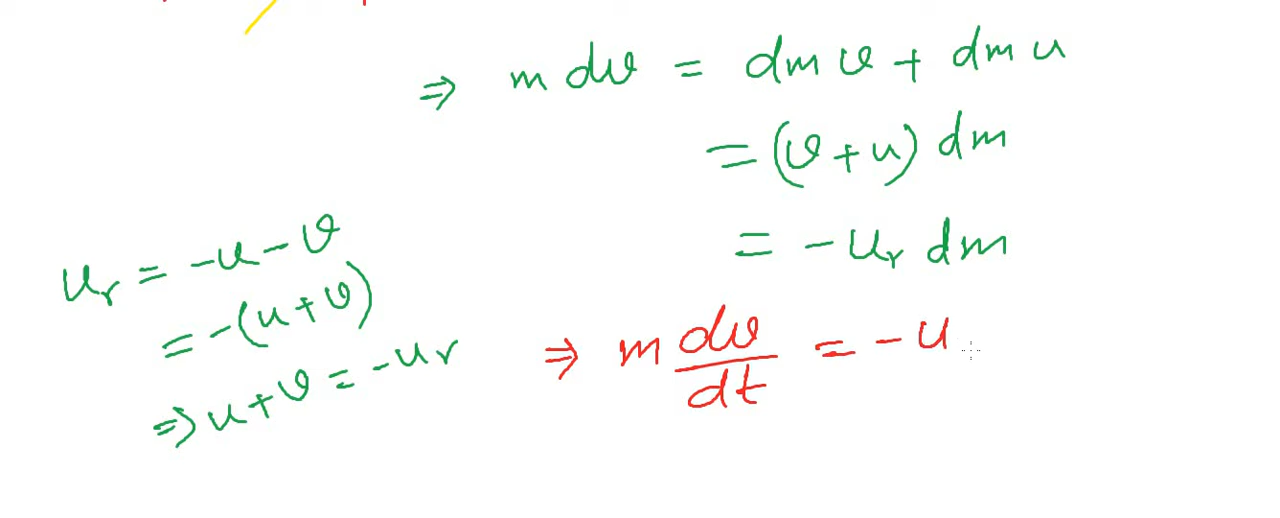 ⇒ m dv = dm v + dm u
= (v + u) dm
= -u_r dm
u_r = -u - v
= -(u + v)
⇒ u + v = -u_r
⇒ m dv/dt = -u